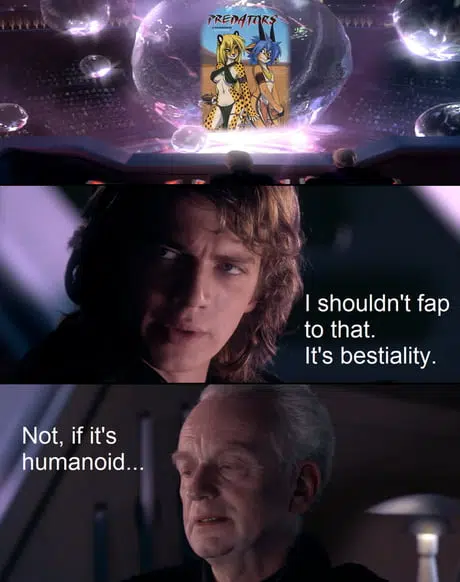 PREDATORS
I shouldn't fap
to that.
It's bestiality.
Not, if it's
humanoid...